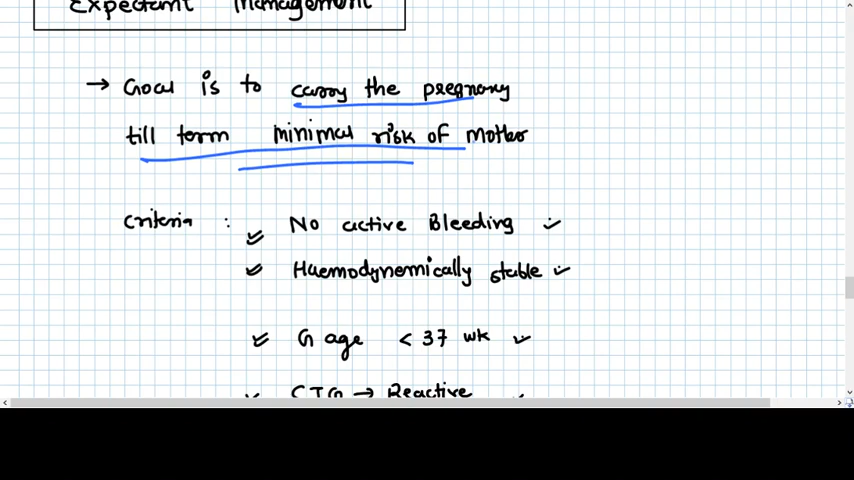 Expectant Management
→ Goal is to carry the pregnancy
till term minimal risk of mother
Criteria : No active Bleeding
Haemodynemically stable
G age < 37 wk
CTG → Reactive